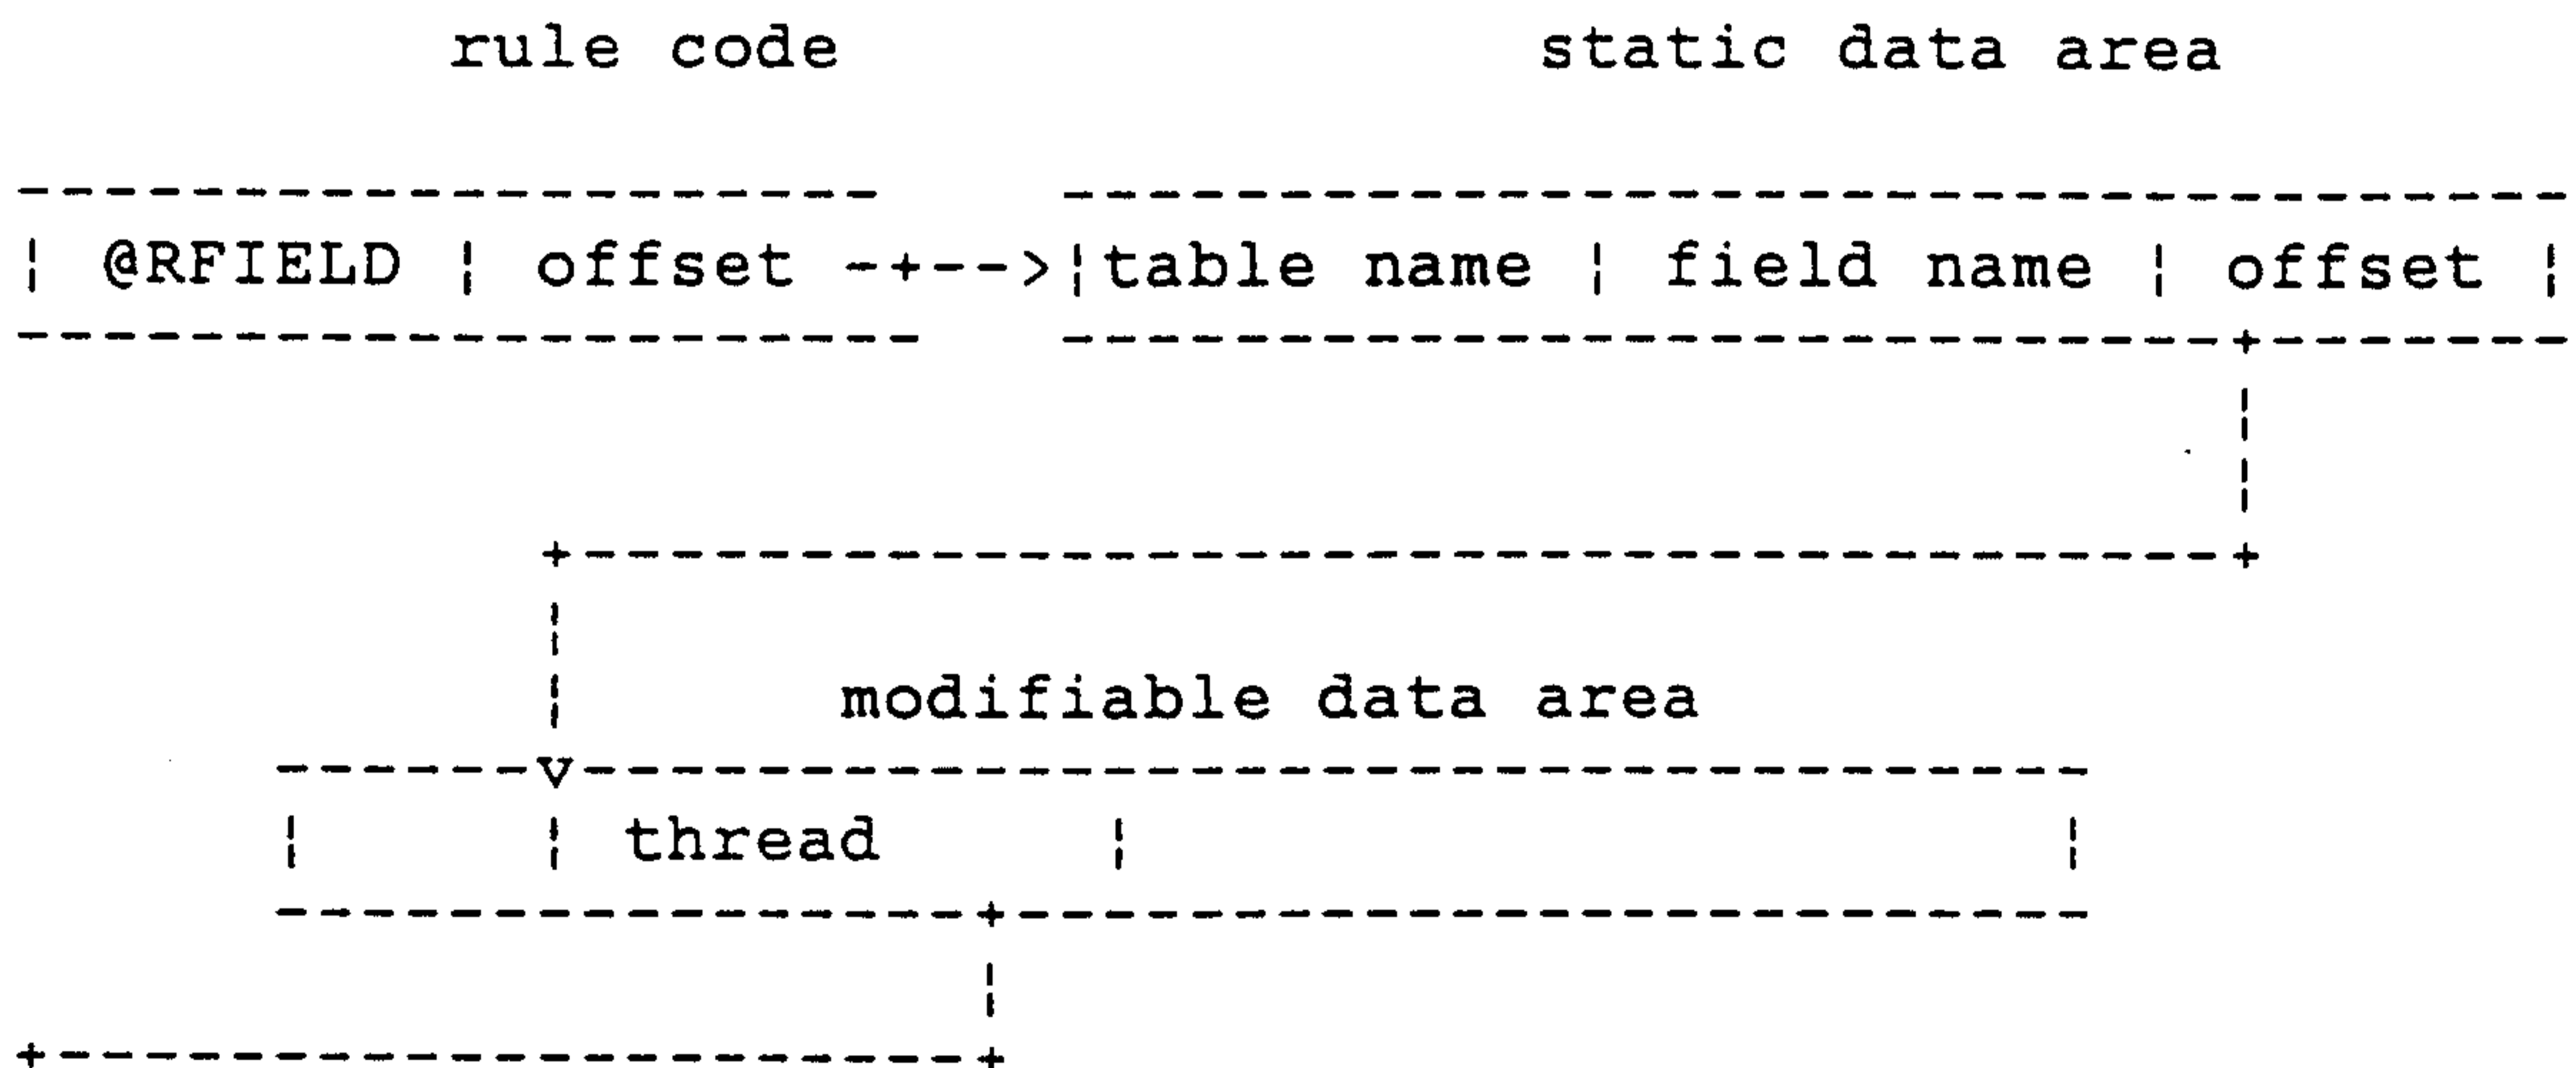 rule code static data area
| @RFIELD | offset -+-->|table name | field name | offset |
modifiable data area
| | thread | |